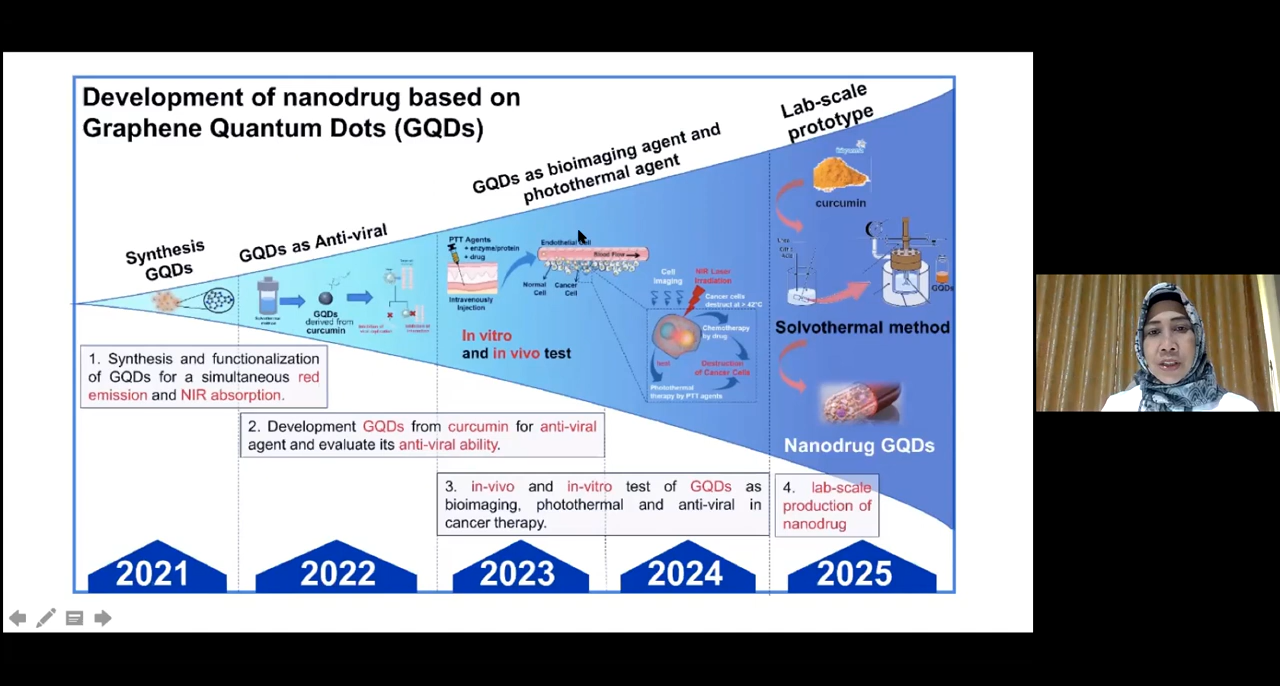 Development of nanodrug based on
Graphene Quantum Dots (GQDs)
Synthesis
GQDs
GQDs as Anti-viral
GQDs as bioimaging agent and
photothermal agent
Lab-scale
prototype
GQDs
derived from
curcumin
PTT Agents
+ enzyme/protein
+ drug
Intravenously
Injection
Endothelial Cell
Blood Flow
Normal
Cell
Cancer
Cell
In vitro
and in vivo test
Cell
Imaging
NIR Laser
Irradiation
Cancer cells
destruct at > 42°C
Chemotherapy
by drug
heat
Destruction
of Cancer Cells
Photothermal
therapy by PTT agents
curcumin
GQDs
Solvothermal method
Nanodrug GQDs
1. Synthesis and functionalization
of GQDs for a simultaneous red
emission and NIR absorption.
2. Development GQDs from curcumin for anti-viral
agent and evaluate its anti-viral ability.
3. in-vivo and in-vitro test of GQDs as
bioimaging, photothermal and anti-viral in
cancer therapy.
4. lab-scale
production of
nanodrug
2021
2022
2023
2024
2025